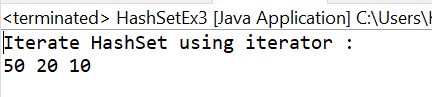 <terminated> HashSetEx3 [Java Application] C:\Users\
Iterate HashSet using iterator :
50 20 10